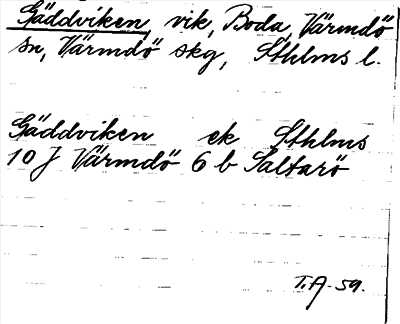 Gäddviken, vik, Boda, Värmdö
sn, Värmdö skg, Sthlms l.
Gäddviken ek Sthlms
10 J Värmdö 6 b Saltarö
T.A-59.